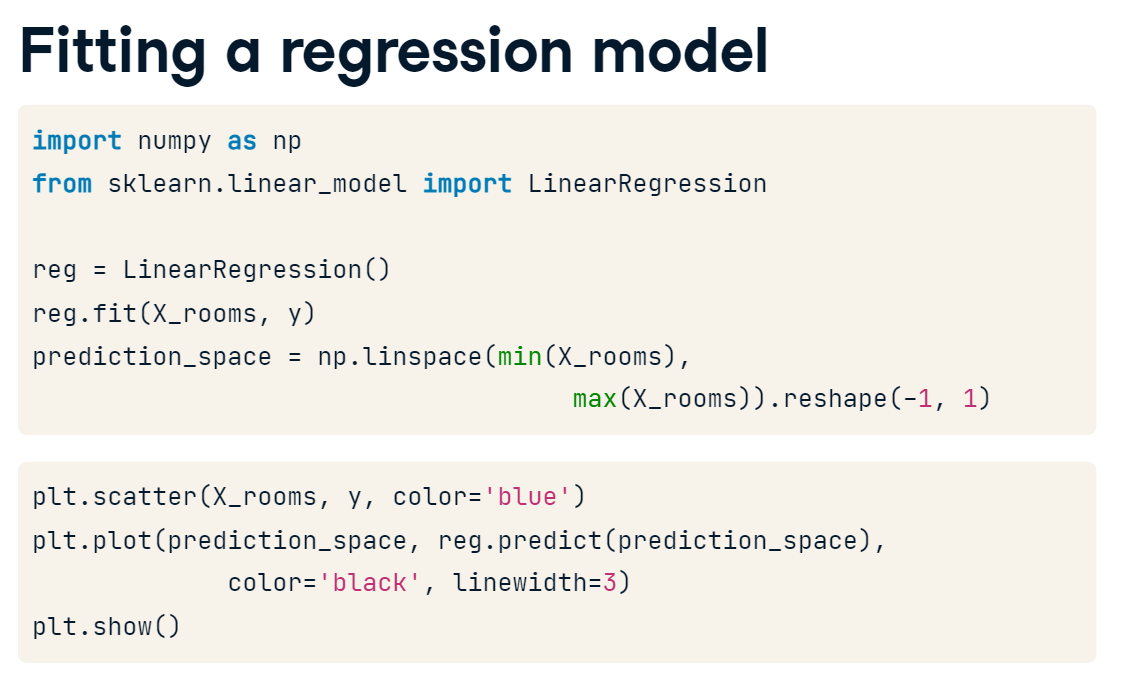 Fitting a regression model
import numpy as np
from sklearn.linear_model import LinearRegression
reg = LinearRegression()
reg.fit(X_rooms, y)
prediction_space = np.linspace(min(X_rooms),
max(X_rooms)).reshape(-1, 1)
plt.scatter(X_rooms, y, color='blue')
plt.plot(prediction_space, reg.predict(prediction_space),
color='black', linewidth=3)
plt.show()